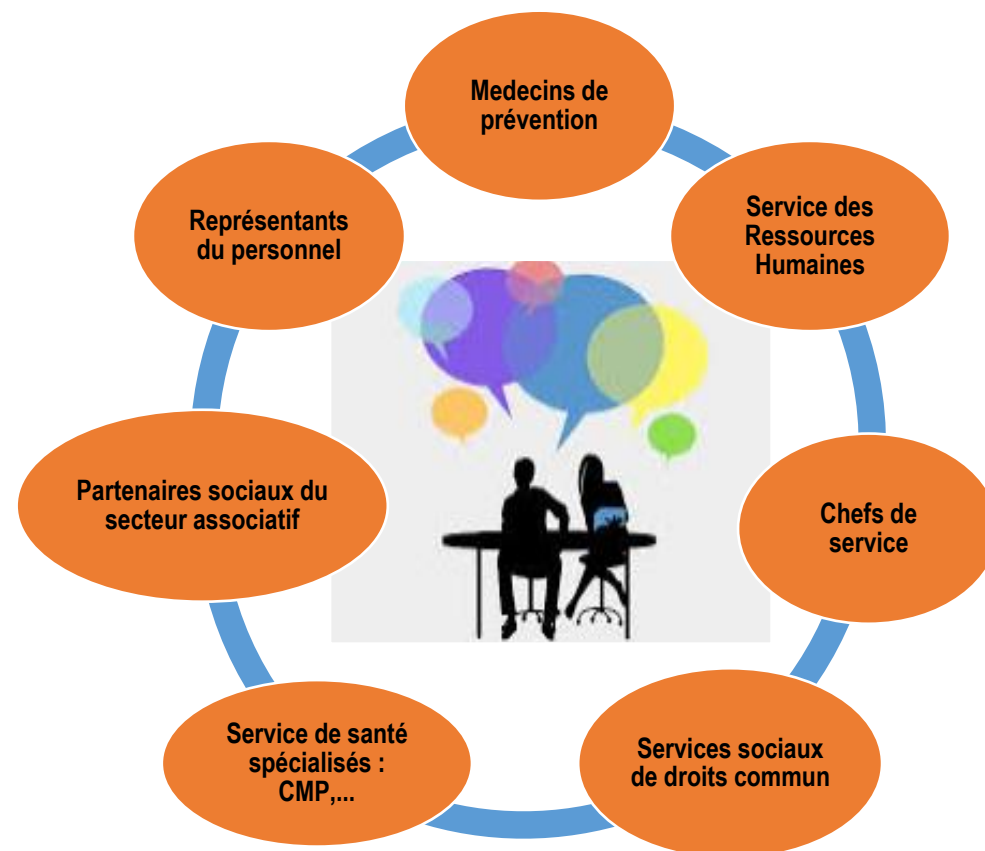 Medecins de
prévention
Service des
Ressources
Humaines
Chefs de
service
Services sociaux
de droits commun
Service de santé
spécialisés :
CMP,...
Partenaires sociaux du
secteur associatif
Représentants
du personnel